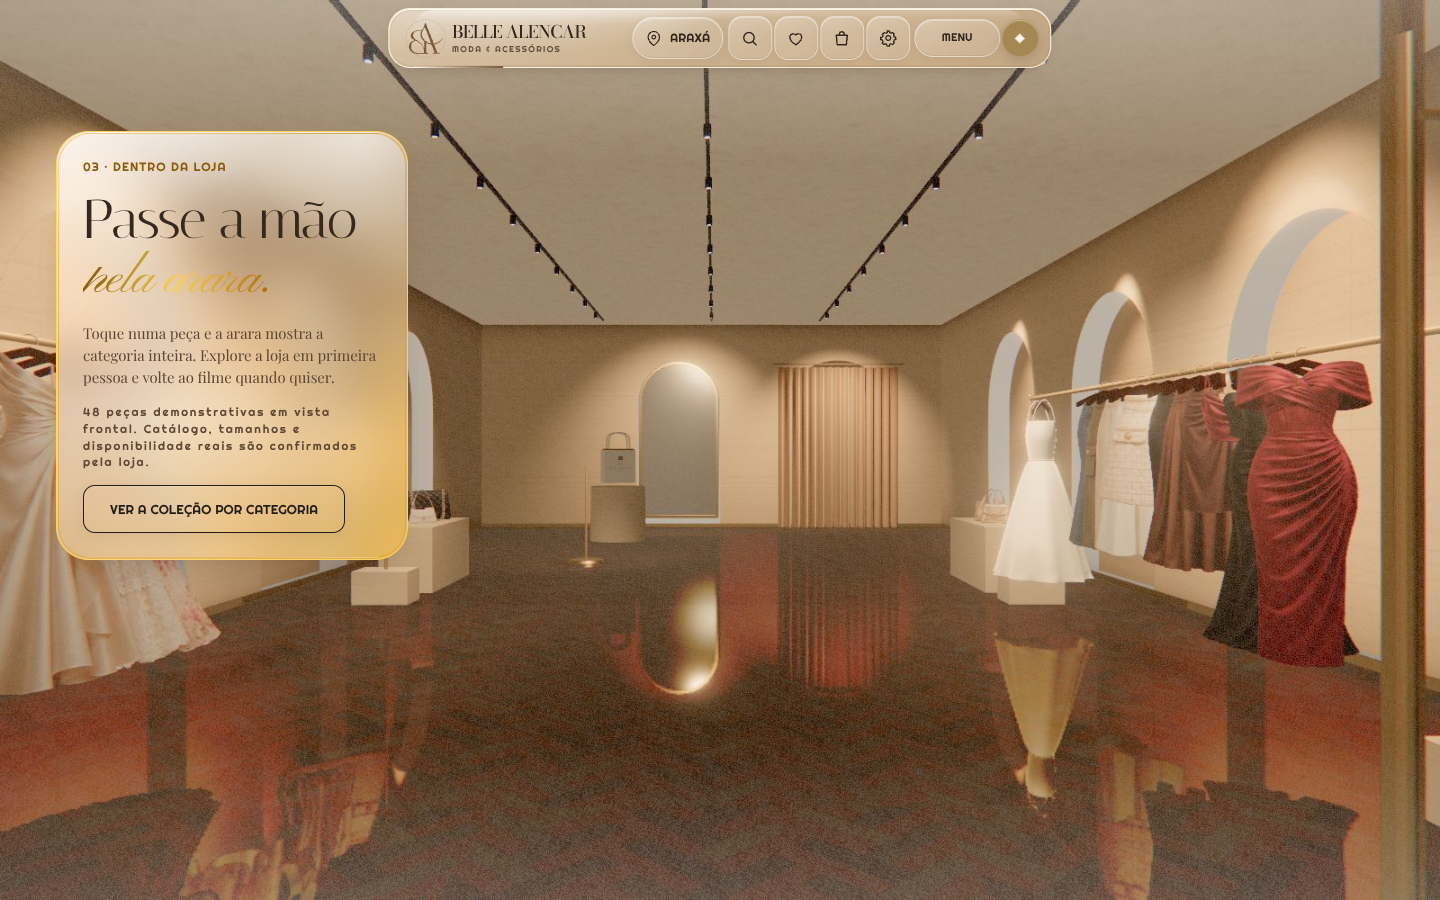 BELLE ALENCAR
MODA E ACESSÓRIOS
ARAXÁ
MENU
03 · DENTRO DA LOJA
Passe a mão
pela arara.
Toque numa peça e a arara mostra a
categoria inteira. Explore a loja em primeira
pessoa e volte ao filme quando quiser.
48 peças demonstrativas em vista
frontal. Catálogo, tamanhos e
disponibilidade reais são confirmados
pela loja.
VER A COLEÇÃO POR CATEGORIA